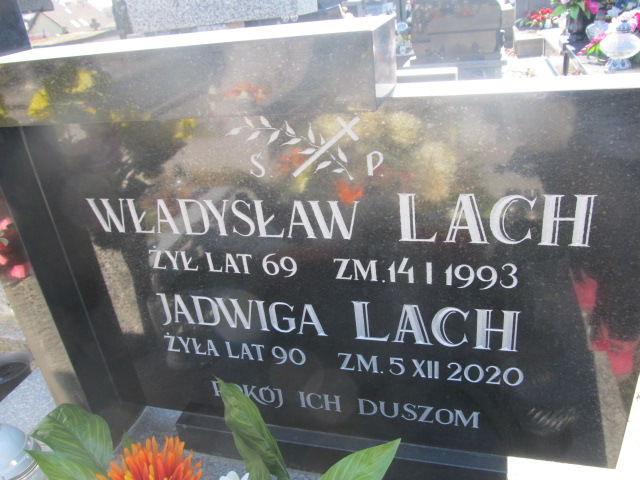 Ś P
WŁADYSŁAW LACH
ŻYŁ LAT 69 ZM. 14 I 1993
JADWIGA LACH
ŻYŁA LAT 90 ZM. 5 XII 2020
POKÓJ ICH DUSZOM